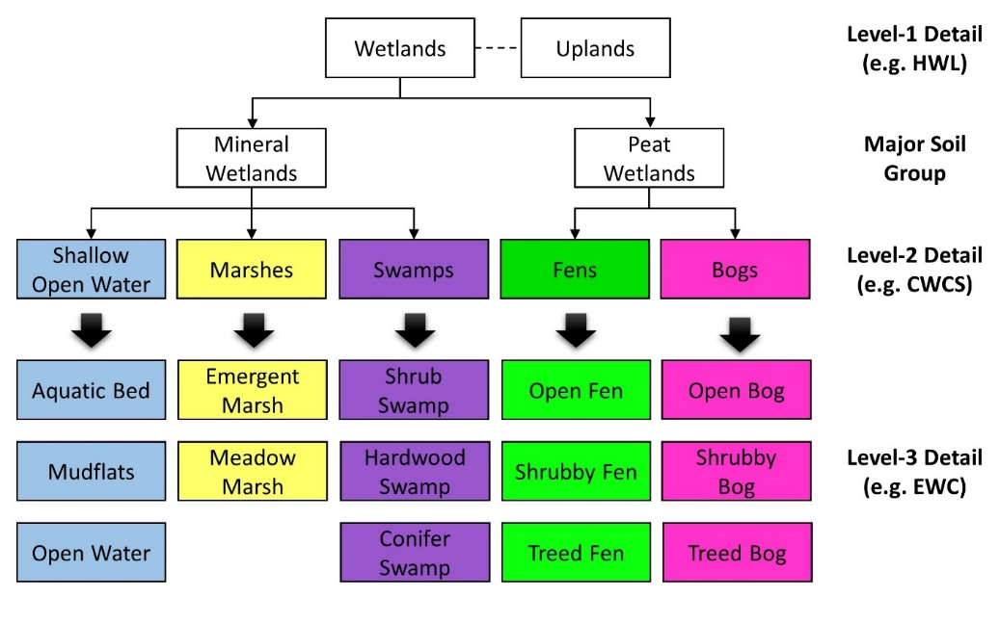 Wetlands
Uplands
Level-1 Detail
(e.g. HWL)
Mineral
Wetlands
Peat
Wetlands
Major Soil
Group
Shallow
Open Water
Marshes
Swamps
Fens
Bogs
Level-2 Detail
(e.g. CWCS)
Aquatic Bed
Emergent
Marsh
Shrub
Swamp
Open Fen
Open Bog
Mudflats
Meadow
Marsh
Hardwood
Swamp
Shrubby Fen
Shrubby
Bog
Level-3 Detail
(e.g. EWC)
Open Water
Conifer
Swamp
Treed Fen
Treed Bog